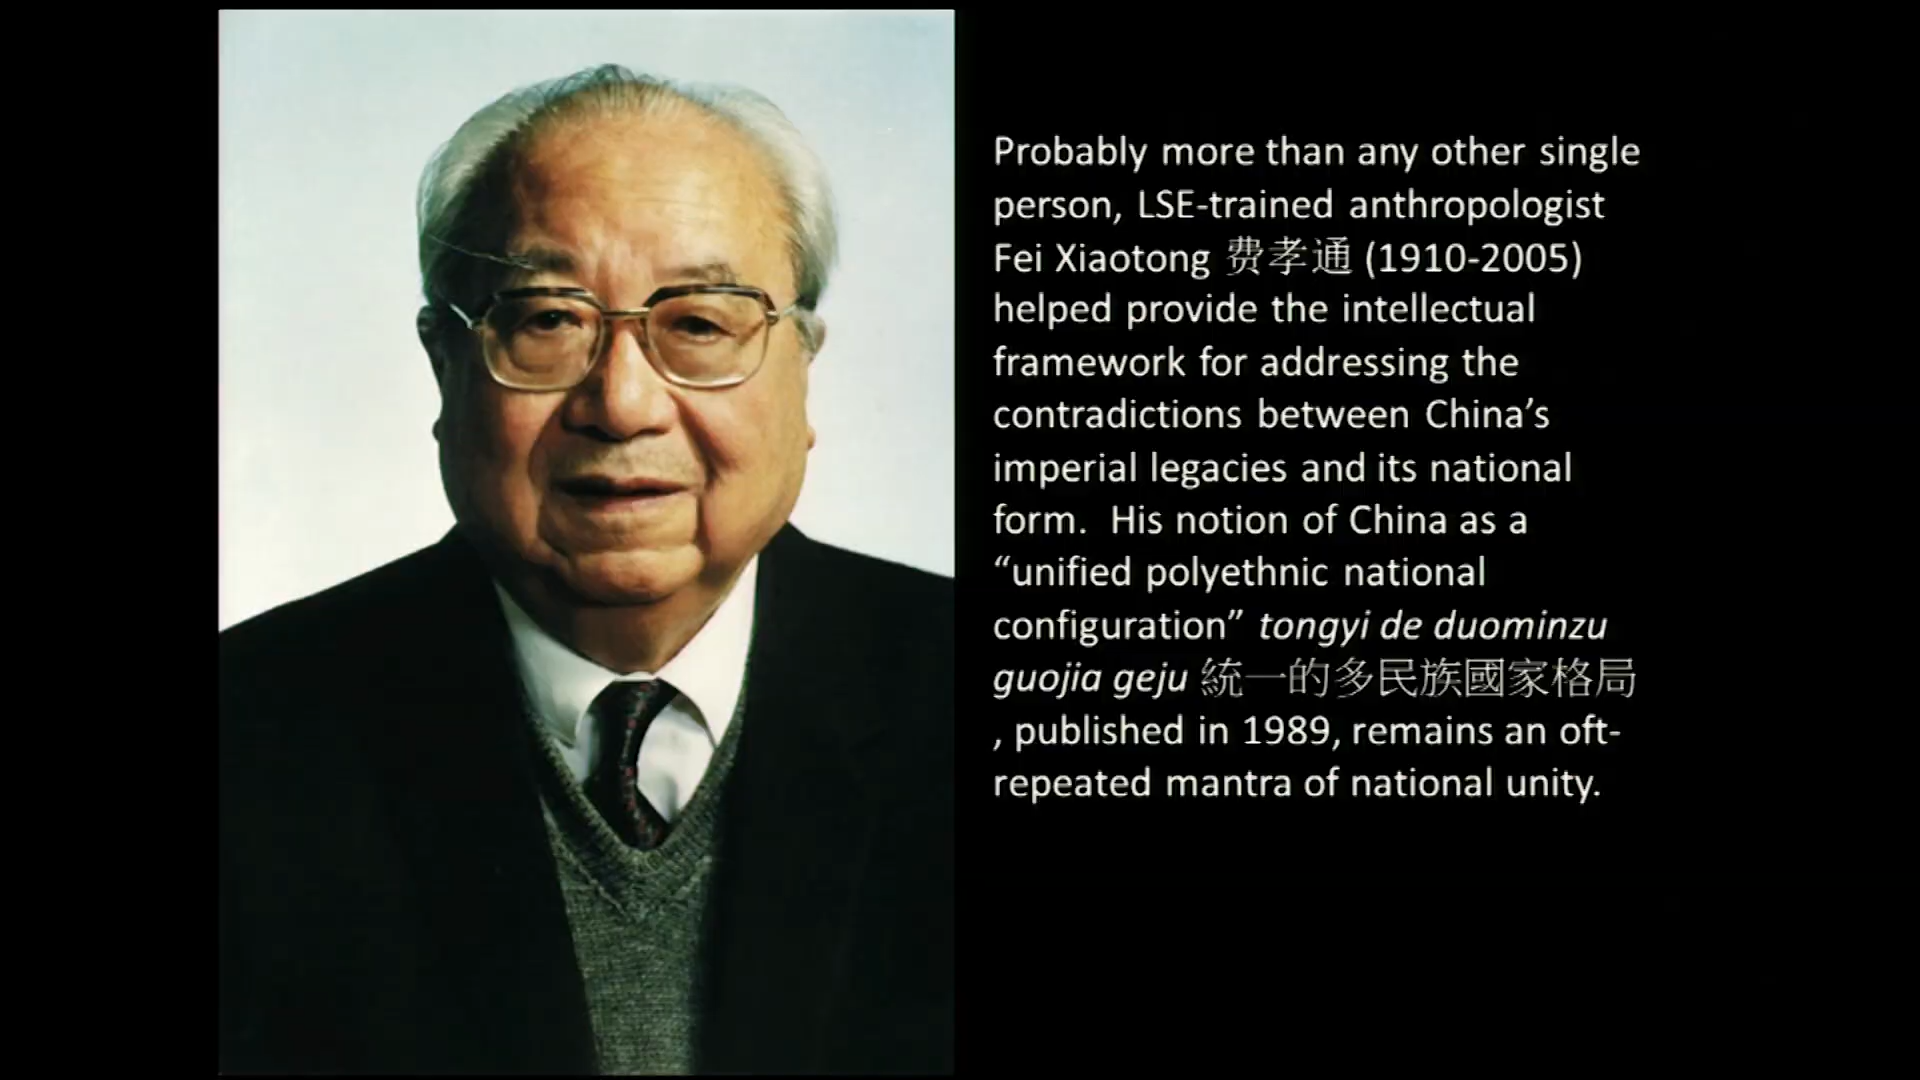 Probably more than any other single
person, LSE-trained anthropologist
Fei Xiaotong 费孝通 (1910-2005)
helped provide the intellectual
framework for addressing the
contradictions between China’s
imperial legacies and its national
form.  His notion of China as a
“unified polyethnic national
configuration” tongyi de duominzu
guojia geju 統一的多民族國家格局
, published in 1989, remains an oft-
repeated mantra of national unity.